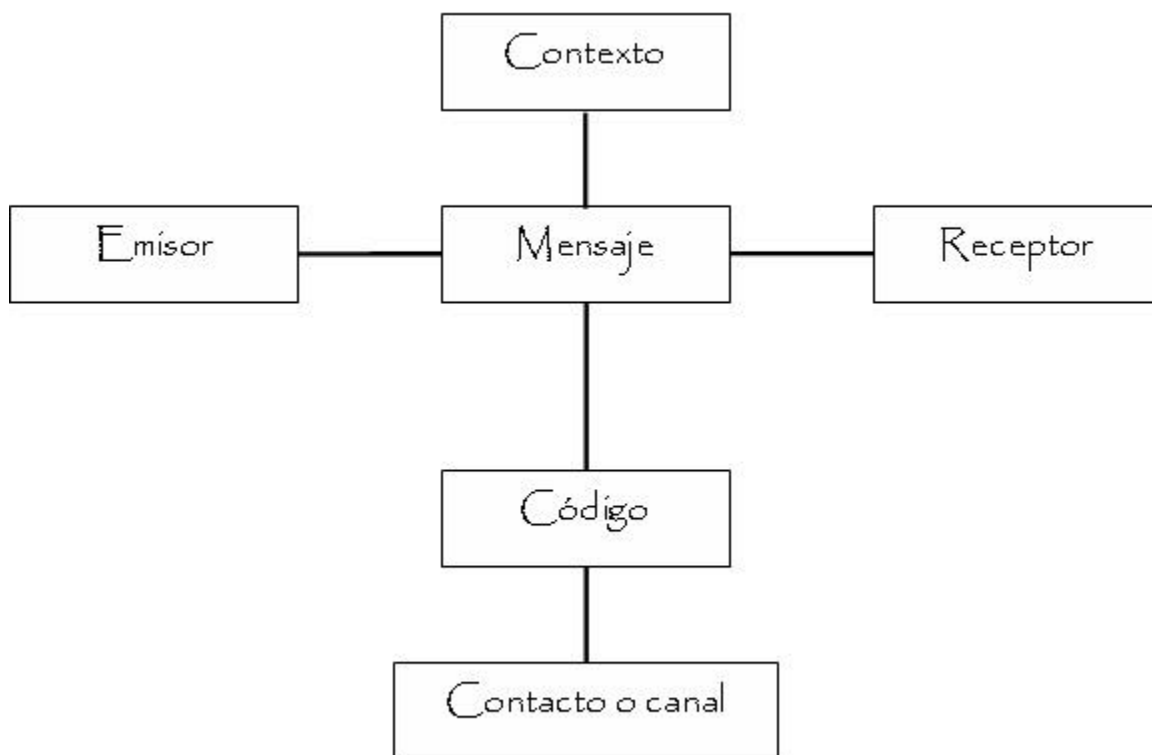 Contexto
Emisor
Mensaje
Receptor
Código
Contacto o canal